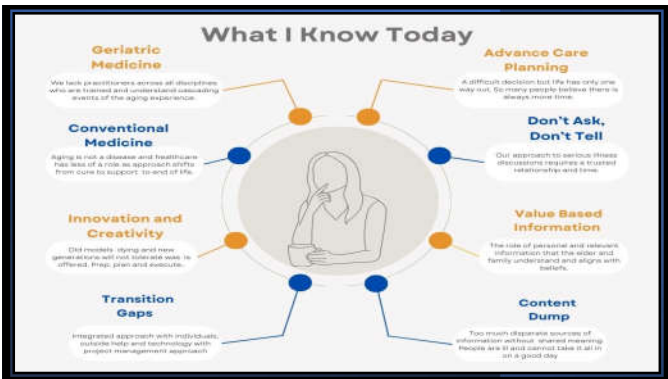 What I Know Today
Geriatric
Medicine
We lack practitioners across all disciplines
who are trained and understand cascading
events of the aging experience.
Conventional
Medicine
Aging is not a disease and healthcare
has less of a role as approach shifts
from cure to support to end of life.
Innovation and
Creativity
Old models dying and new
generations will not tolerate was is
offered. Prep, plan and execute.
Transition
Gaps
Integrated approach with individuals,
outside help and technology with
project management approach
Advance Care
Planning
A difficult decision but life has only one
way out. So many people believe there is
always more time.
Don't Ask,
Don't Tell
Our approach to serious illness
discussions requires a trusted
relationship and time.
Value Based
Information
The role of personal and relevant
information that the elder and
family understand and aligns with
beliefs.
Content
Dump
Too much disparate sources of
information without shared meaning.
People are ill and cannot take it all in
on a good day